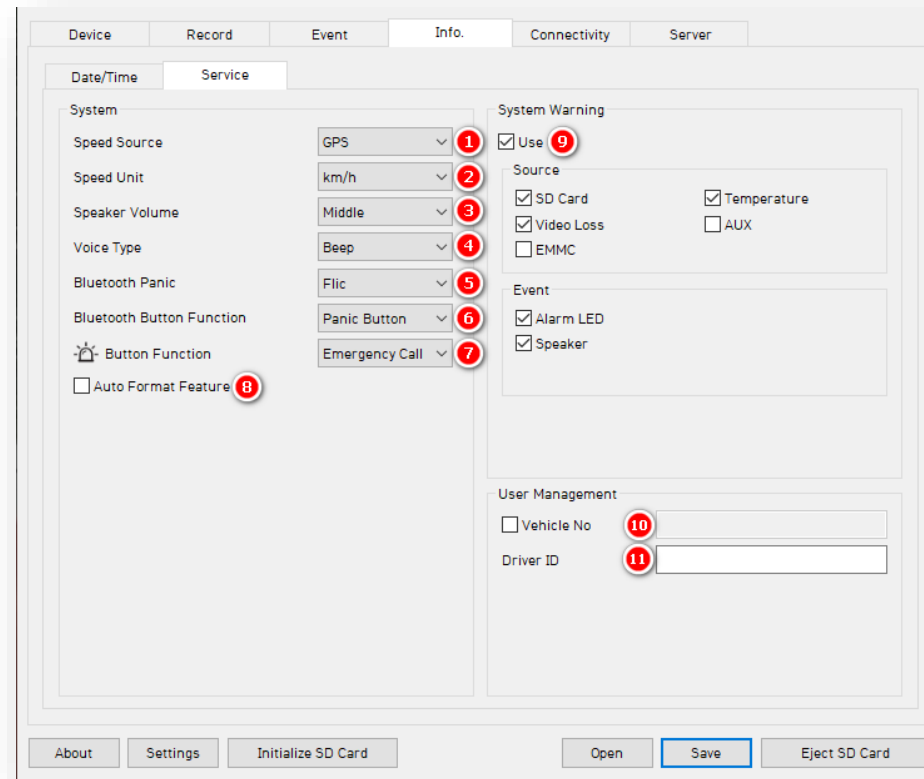 Device Record Event Info. Connectivity Server
Date/Time Service
System
Speed Source GPS 1
Speed Unit km/h 2
Speaker Volume Middle 3
Voice Type Beep 4
Bluetooth Panic Flic 5
Bluetooth Button Function Panic Button 6
Button Function Emergency Call 7
Auto Format Feature 8
System Warning
Use 9
Source
SD Card Temperature
Video Loss AUX
EMMC
Event
Alarm LED
Speaker
User Management
Vehicle No 10
Driver ID 11
About Settings Initialize SD Card Open Save Eject SD Card